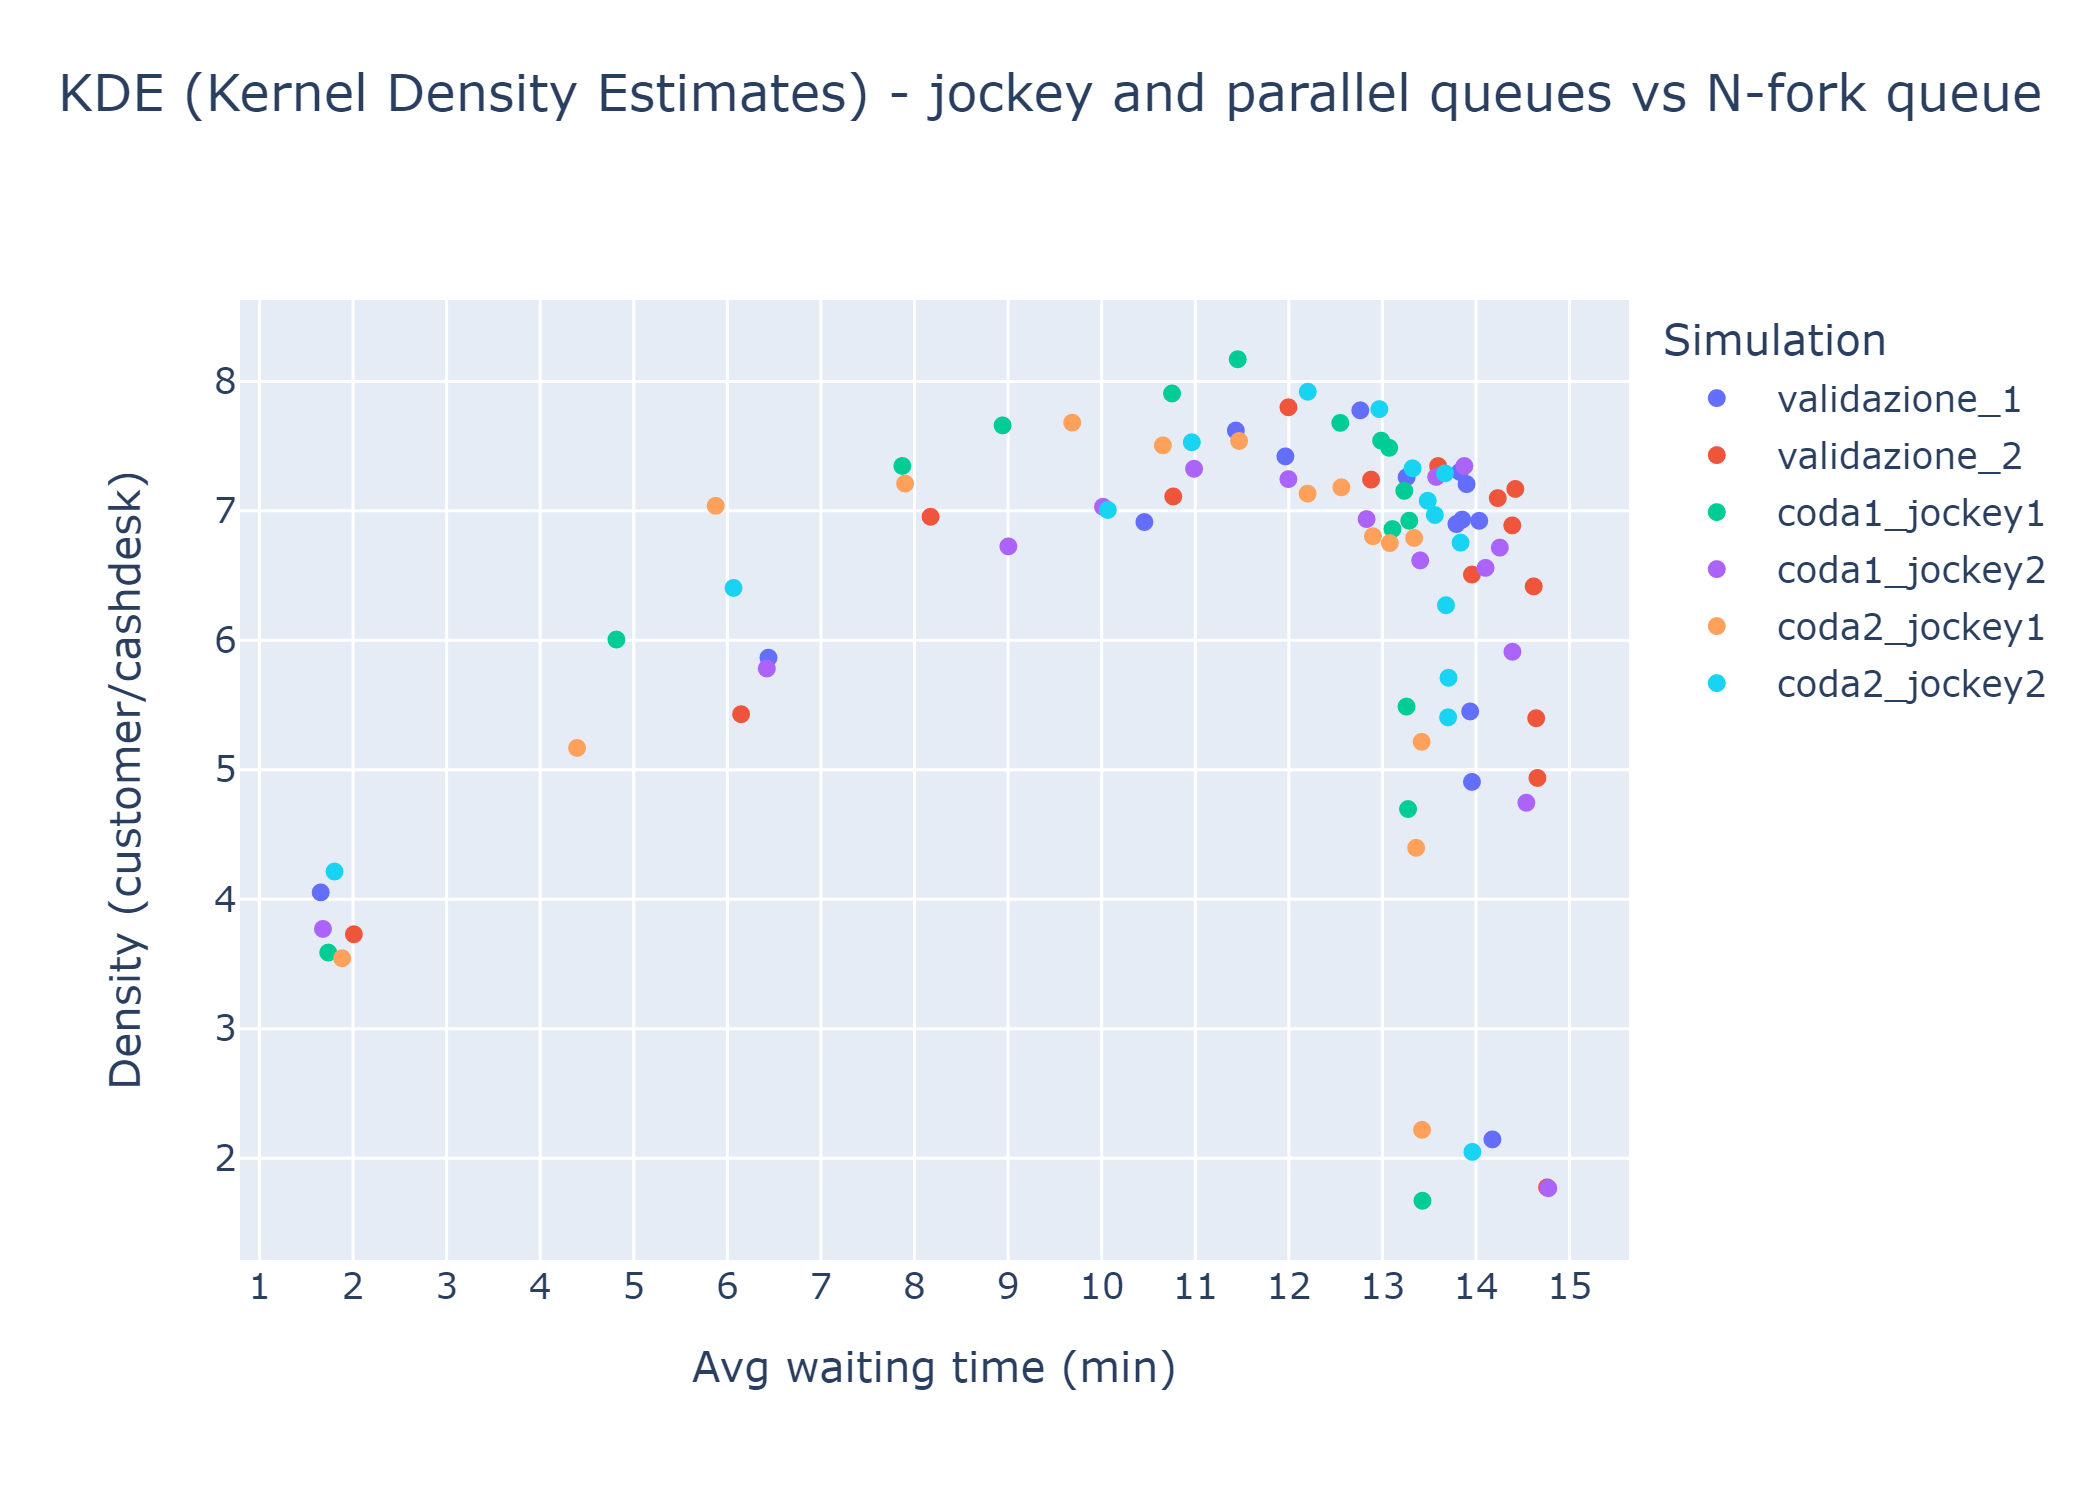 KDE (Kernel Density Estimates) - jockey and parallel queues vs N-fork queue
Simulation
validazione_1
validazione_2
coda1_jockey1
coda1_jockey2
coda2_jockey1
coda2_jockey2
Density (customer/cashdesk)
8
7
6
5
4
3
2
1 2 3 4 5 6 7 8 9 10 11 12 13 14 15
Avg waiting time (min)